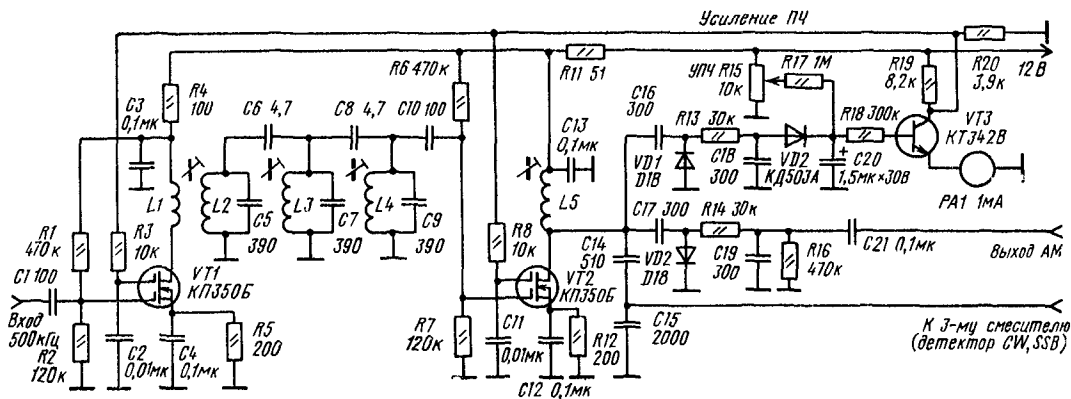 Усиление ПЧ
R6 470к
R11 51
УПЧ R15
10к
R17 1М
R19
8,2к
R20
3,9к
12 В
R4
100
C3
0,1мк
C6 4,7
C8 4,7
C10 100
C16
300
R13 30к
R18 300к
VT3
КТ342В
C13
0,1мк
VD1
Д18
C18
300
VD2
КД503А
C20
1,5мк×30В
РА1 1мА
L1
L2
L3
L4
L5
C5
390
C7
390
C9
390
R1
470к
R3
10к
R8
10к
C17 300
R14 30к
C14
510
VD2
Д18
C19
300
R16
470к
C21 0,1мк
Выход АМ
C1 100
VT1
КП350Б
VT2
КП350Б
Вход
500кГц
R2
120к
C2
0,01мк
C4
0,1мк
R5
200
R7
120к
C11
0,01мк
R12
200
C12 0,1мк
C15
2000
К 3-му смесителю
(детектор CW, SSB)